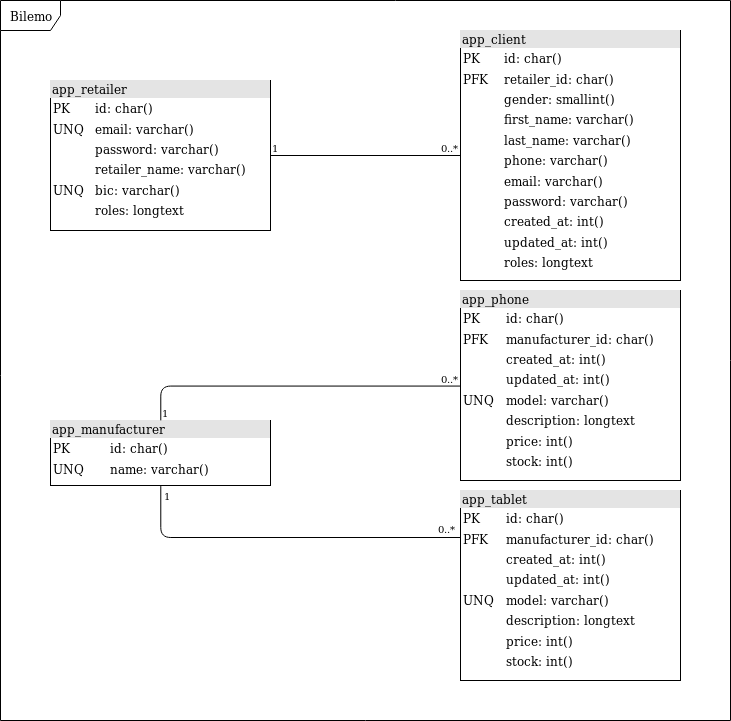 Bilemo
app_retailer
PK id: char()
UNQ email: varchar()
password: varchar()
retailer_name: varchar()
UNQ bic: varchar()
roles: longtext
1
0..*
app_client
PK id: char()
PFK retailer_id: char()
gender: smallint()
first_name: varchar()
last_name: varchar()
phone: varchar()
email: varchar()
password: varchar()
created_at: int()
updated_at: int()
roles: longtext
app_manufacturer
PK id: char()
UNQ name: varchar()
1
0..*
app_phone
PK id: char()
PFK manufacturer_id: char()
created_at: int()
updated_at: int()
UNQ model: varchar()
description: longtext
price: int()
stock: int()
1
0..*
app_tablet
PK id: char()
PFK manufacturer_id: char()
created_at: int()
updated_at: int()
UNQ model: varchar()
description: longtext
price: int()
stock: int()